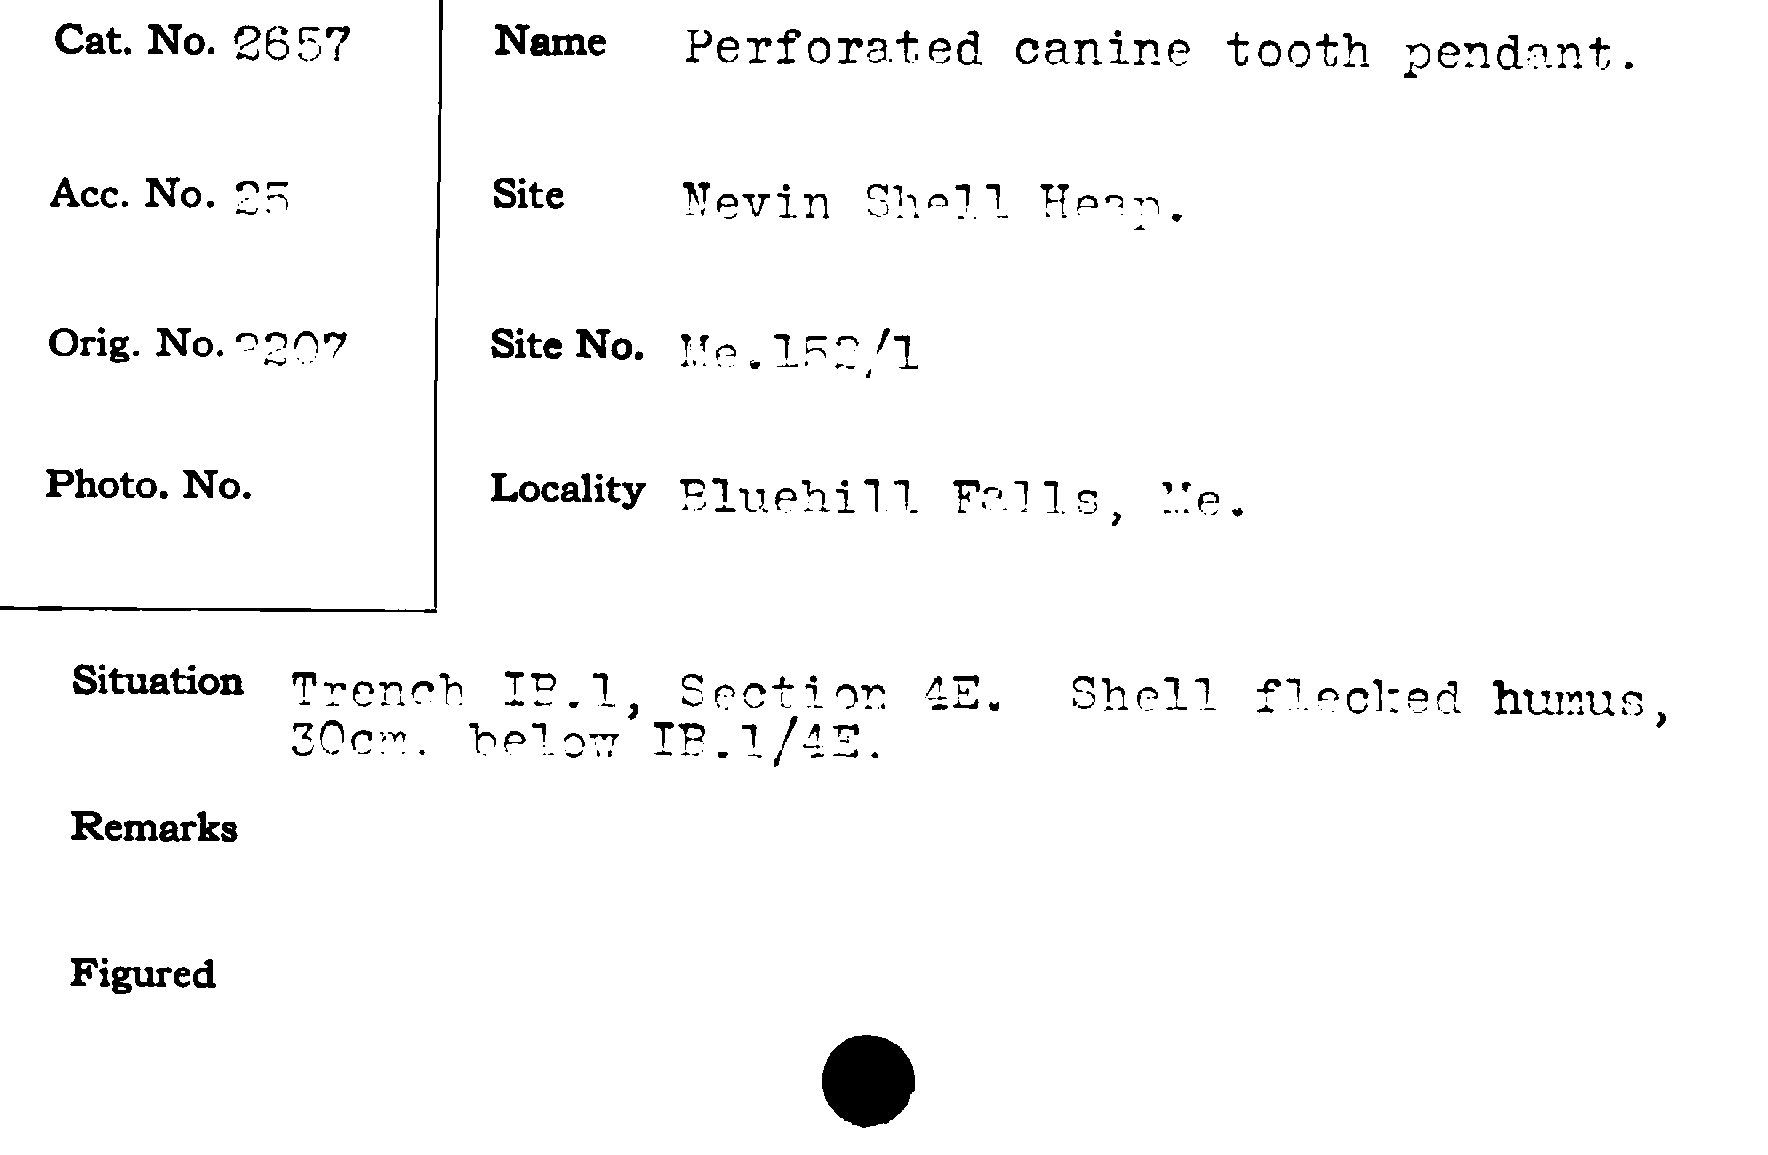 Cat. No. 2657
Name Perforated canine tooth pendant.
Acc. No. 25
Site Nevin Shell Heap.
Orig. No. 2207
Site No. Me.152/1
Photo. No.
Locality Bluehill Falls, Me.
Situation Trench IB.1, Section 4E. Shell flecked humus,
30cm. below IB.1/4E.
Remarks
Figured